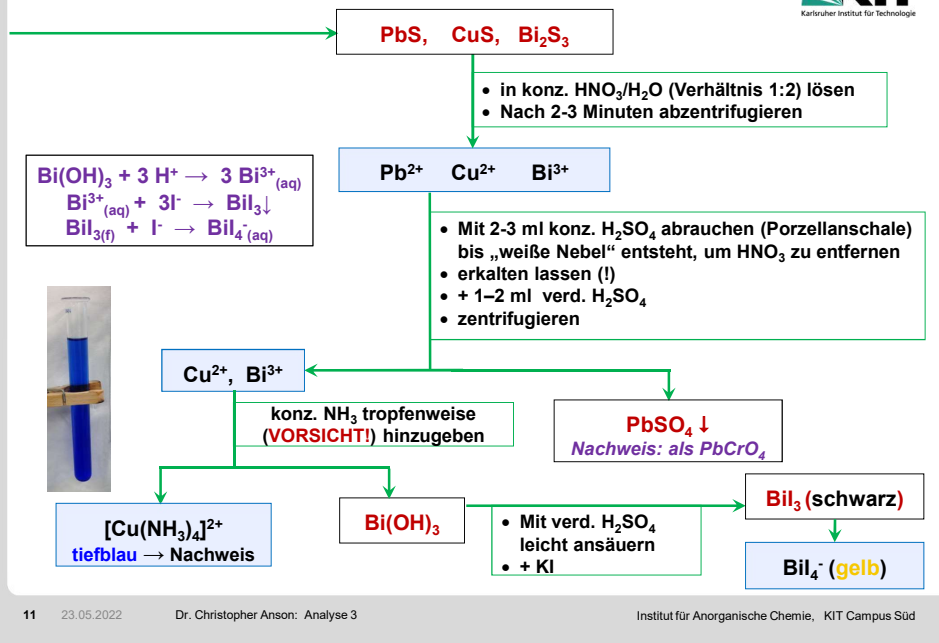 Karlsruher Institut für Technologie
PbS, CuS, Bi₂S₃
• in konz. HNO₃/H₂O (Verhältnis 1:2) lösen
• Nach 2-3 Minuten abzentrifugieren
Pb²⁺ Cu²⁺ Bi³⁺
Bi(OH)₃ + 3 H⁺ → 3 Bi³⁺(aq)
Bi³⁺(aq) + 3I⁻ → BiI₃↓
BiI₃(f) + I⁻ → BiI₄⁻(aq)
• Mit 2-3 ml konz. H₂SO₄ abrauchen (Porzellanschale)
bis „weiße Nebel“ entsteht, um HNO₃ zu entfernen
• erkalten lassen (!)
• + 1–2 ml verd. H₂SO₄
• zentrifugieren
Cu²⁺, Bi³⁺
konz. NH₃ tropfenweise
(VORSICHT!) hinzugeben
PbSO₄ ↓
Nachweis: als PbCrO₄
[Cu(NH₃)₄]²⁺
tiefblau → Nachweis
Bi(OH)₃
• Mit verd. H₂SO₄
leicht ansäuern
• + KI
BiI₃ (schwarz)
BiI₄⁻ (gelb)
11 23.05.2022 Dr. Christopher Anson: Analyse 3 Institut für Anorganische Chemie, KIT Campus Süd